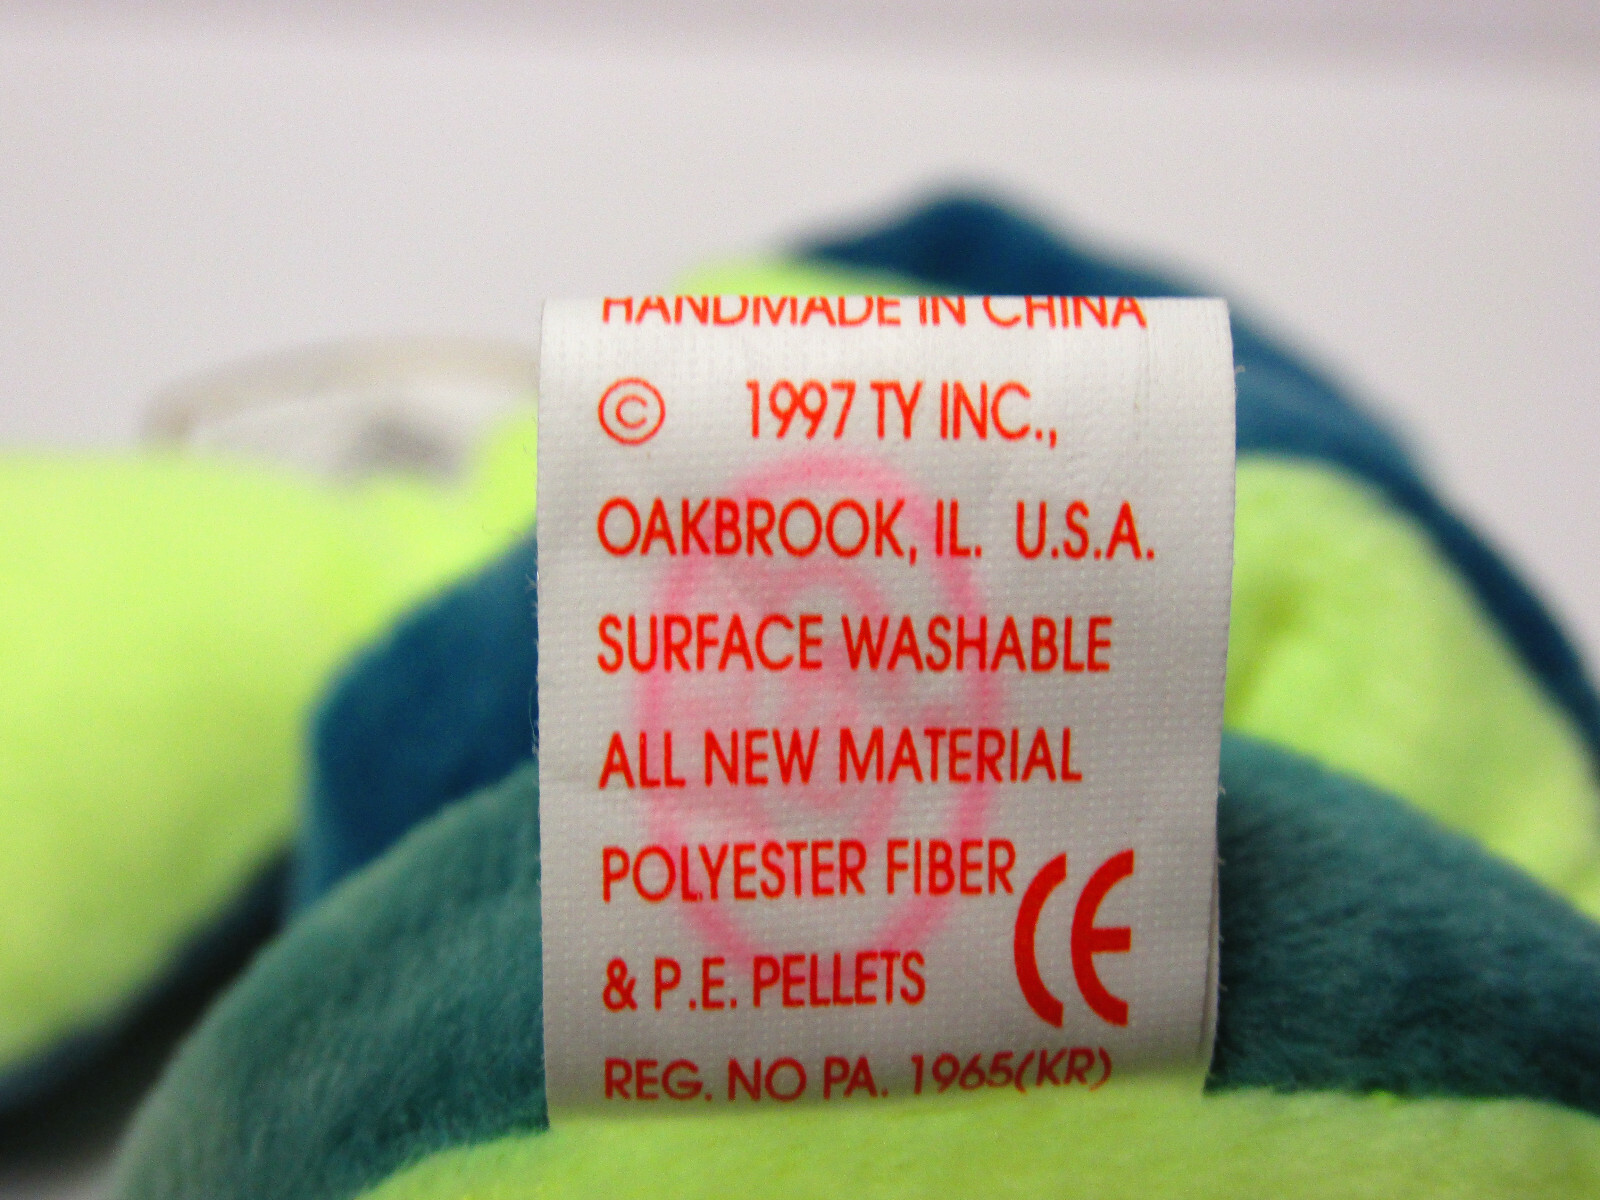 HANDMADE IN CHINA
© 1997 TY INC.,
OAKBROOK, IL. U.S.A.
SURFACE WASHABLE
ALL NEW MATERIAL
POLYESTER FIBER
& P.E. PELLETS
CE
REG. NO PA. 1965(KR)